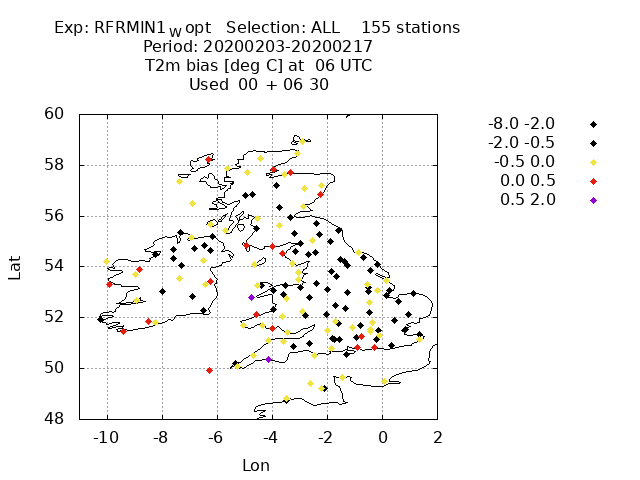 Exp: RFRMIN1_W opt   Selection: ALL    155 stations
Period: 20200203-20200217
T2m bias [deg C] at  06 UTC
Used  00 + 06 30
-8.0 -2.0
-2.0 -0.5
-0.5 0.0
0.0 0.5
0.5 2.0
60
58
56
54
52
50
48
Lat
-10 -8 -6 -4 -2 0 2
Lon